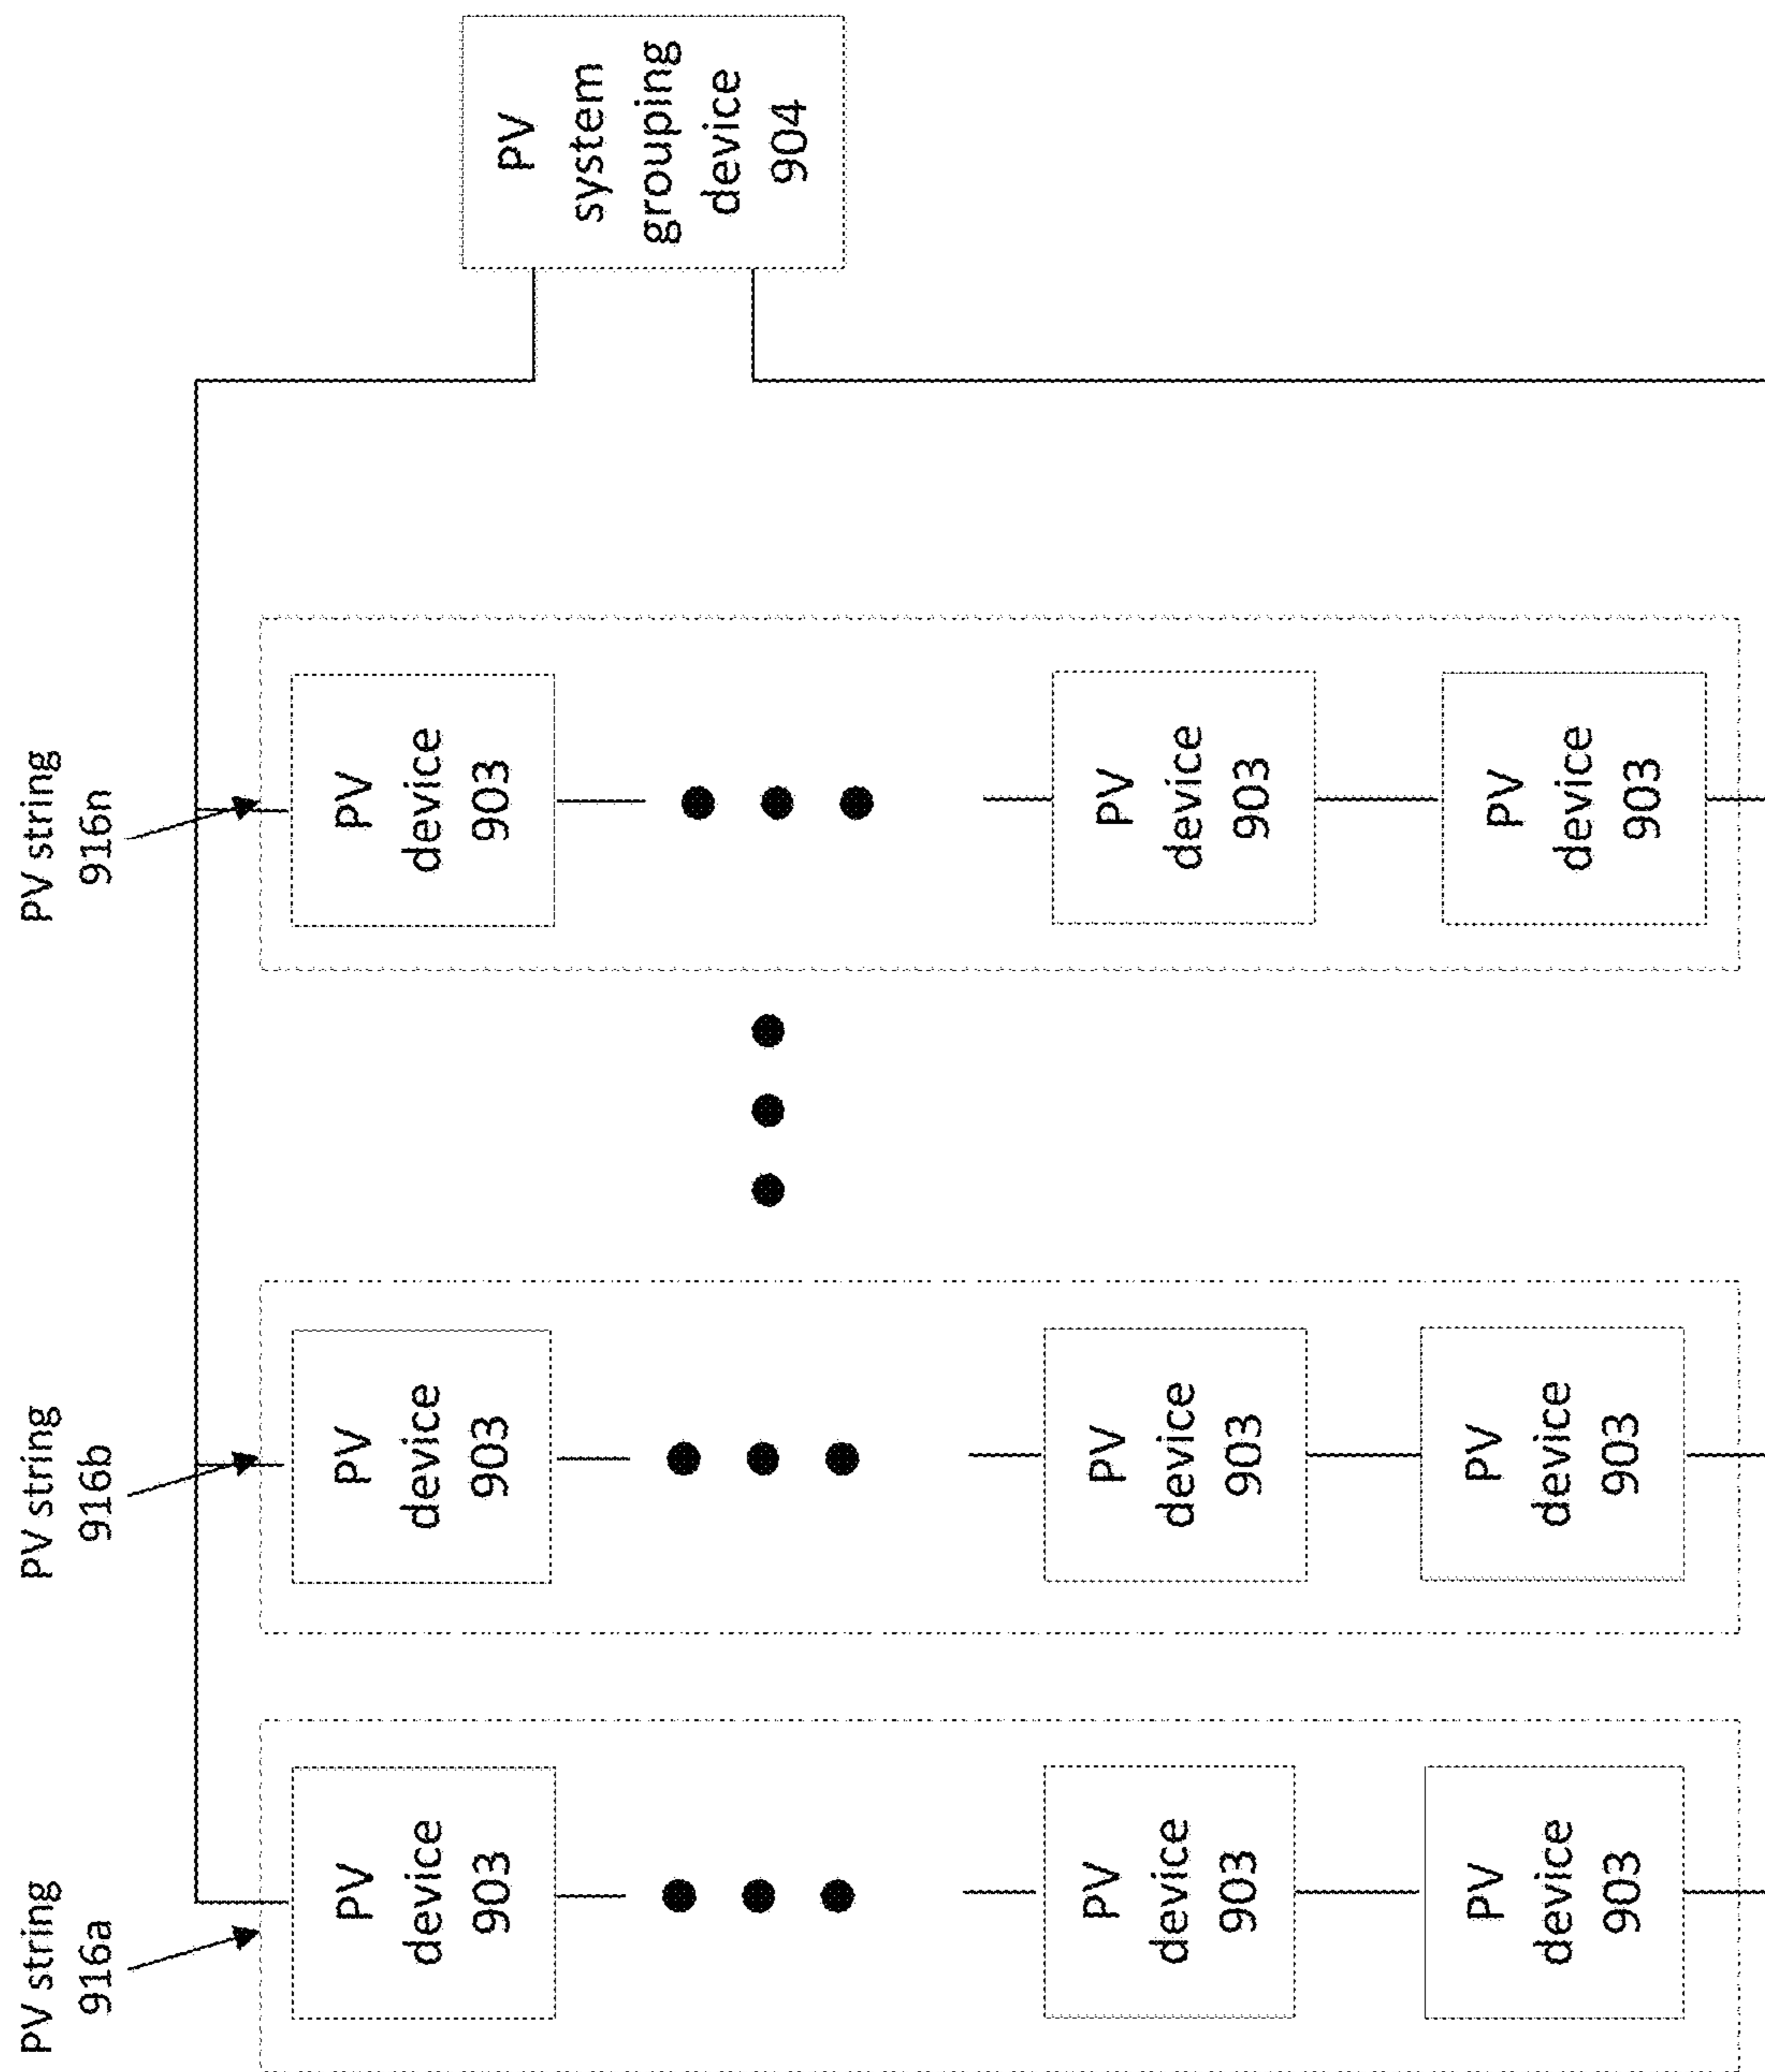 PV string
916a
PV string
916b
PV string
916n
PV
device
903
PV
device
903
PV
device
903
PV
device
903
PV
device
903
PV
device
903
PV
device
903
PV
device
903
PV
device
903
PV
system
grouping
device
904